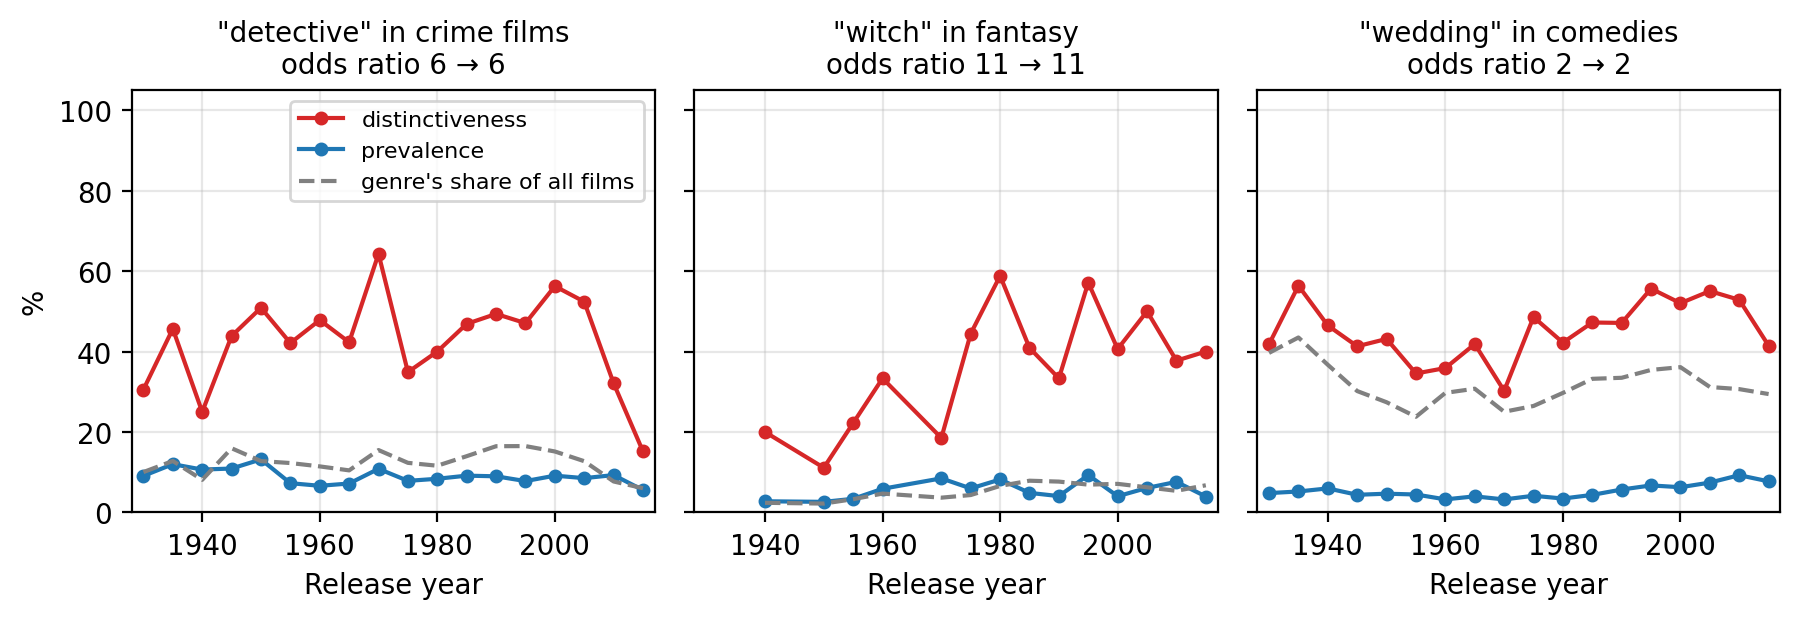 "detective" in crime films
odds ratio 6 → 6
"witch" in fantasy
odds ratio 11 → 11
"wedding" in comedies
odds ratio 2 → 2
distinctiveness
prevalence
genre's share of all films
%
100
80
60
40
20
0
1940 1960 1980 2000
1940 1960 1980 2000
1940 1960 1980 2000
Release year
Release year
Release year